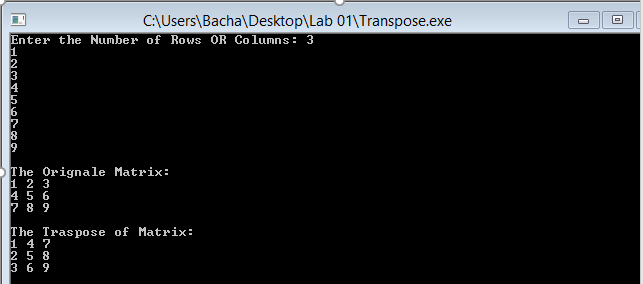 C:\Users\Bacha\Desktop\Lab 01\Transpose.exe
Enter the Number of Rows OR Columns: 3
1
2
3
4
5
6
7
8
9
The Orignale Matrix:
1 2 3
4 5 6
7 8 9
The Traspose of Matrix:
1 4 7
2 5 8
3 6 9